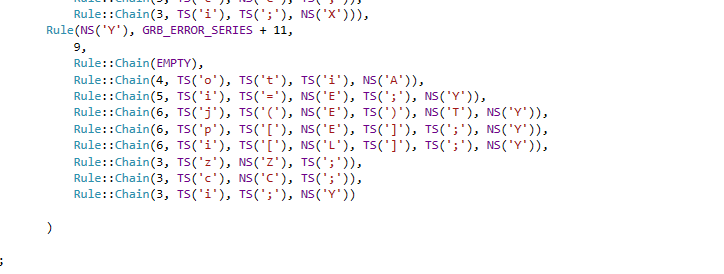 Rule::Chain(3, TS('i'), TS(';'), NS('X'))),
Rule(NS('Y'), GRB_ERROR_SERIES + 11,
9,
Rule::Chain(EMPTY),
Rule::Chain(4, TS('o'), TS('t'), TS('i'), NS('A')),
Rule::Chain(5, TS('i'), TS('='), NS('E'), TS(';'), NS('Y')),
Rule::Chain(6, TS('j'), TS('('), NS('E'), TS(')'), NS('T'), NS('Y')),
Rule::Chain(6, TS('p'), TS('['), NS('E'), TS(']'), TS(';'), NS('Y')),
Rule::Chain(6, TS('i'), TS('['), NS('L'), TS(']'), TS(';'), NS('Y')),
Rule::Chain(3, TS('z'), NS('Z'), TS(';')),
Rule::Chain(3, TS('c'), NS('C'), TS(';')),
Rule::Chain(3, TS('i'), TS(';'), NS('Y'))
)
;